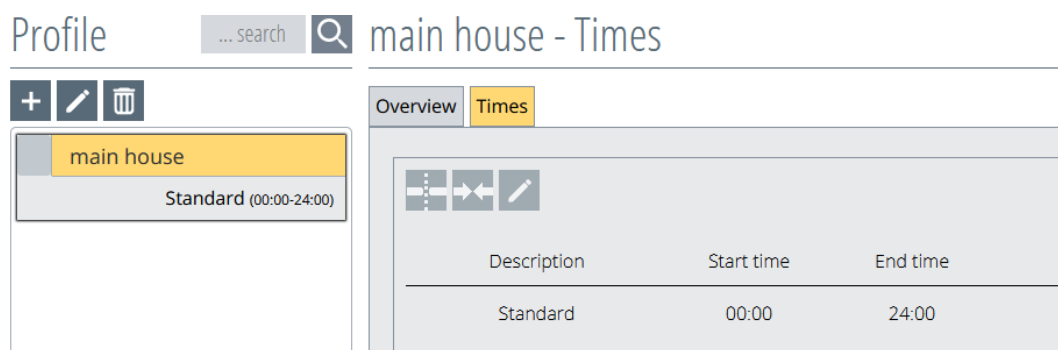 Profile
... search
main house
Standard (00:00-24:00)
main house - Times
Overview Times
Description Start time End time
Standard 00:00 24:00